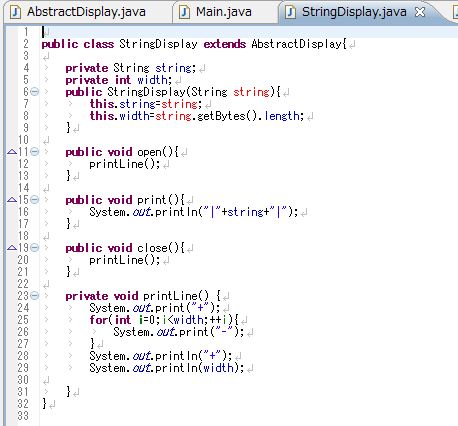 AbstractDisplay.java Main.java StringDisplay.java
1
2 public class StringDisplay extends AbstractDisplay{
3
4 private String string;
5 private int width;
6 public StringDisplay(String string){
7 this.string=string;
8 this.width=string.getBytes().length;
9 }
10
11 public void open(){
12 printLine();
13 }
14
15 public void print(){
16 System.out.println("|"+string+"|");
17 }
18
19 public void close(){
20 printLine();
21 }
22
23 private void printLine() {
24 System.out.print("+");
25 for(int i=0;i<width;++i){
26 System.out.print("-");
27 }
28 System.out.println("+");
29 System.out.println(width);
30
31 }
32 }
33